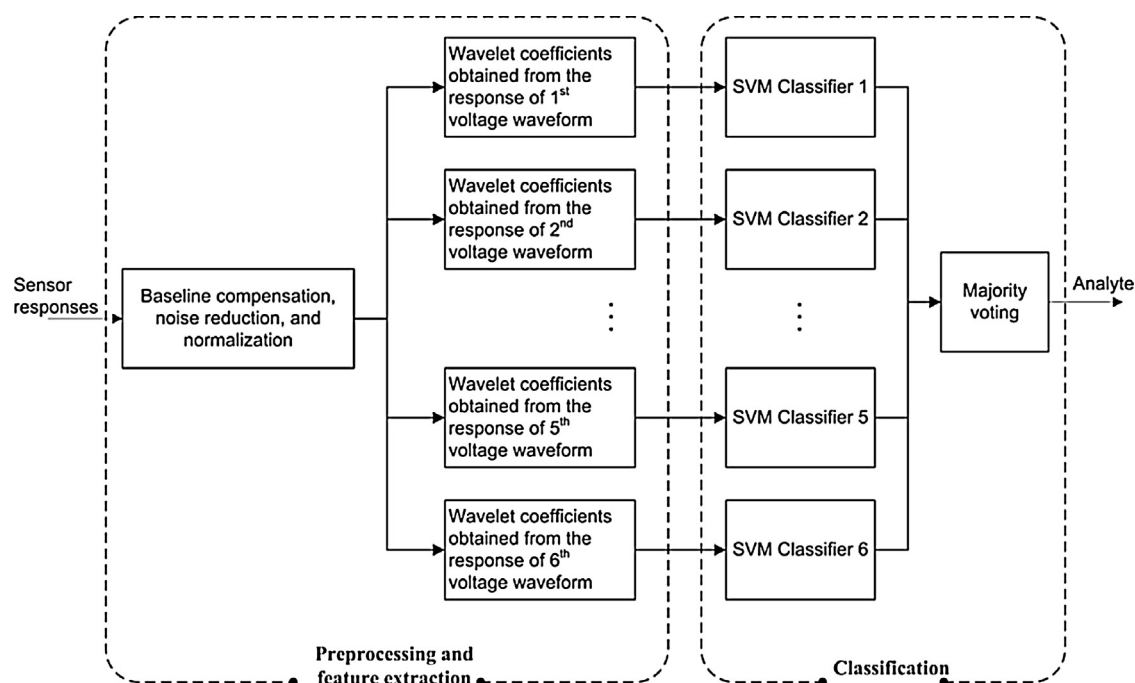 Sensor
responses
Baseline compensation,
noise reduction, and
normalization
Wavelet coefficients
obtained from the
response of 1st
voltage waveform
Wavelet coefficients
obtained from the
response of 2nd
voltage waveform
Wavelet coefficients
obtained from the
response of 5th
voltage waveform
Wavelet coefficients
obtained from the
response of 6th
voltage waveform
Preprocessing and
feature extraction
SVM Classifier 1
SVM Classifier 2
SVM Classifier 5
SVM Classifier 6
Majority
voting
Classification
Analyte